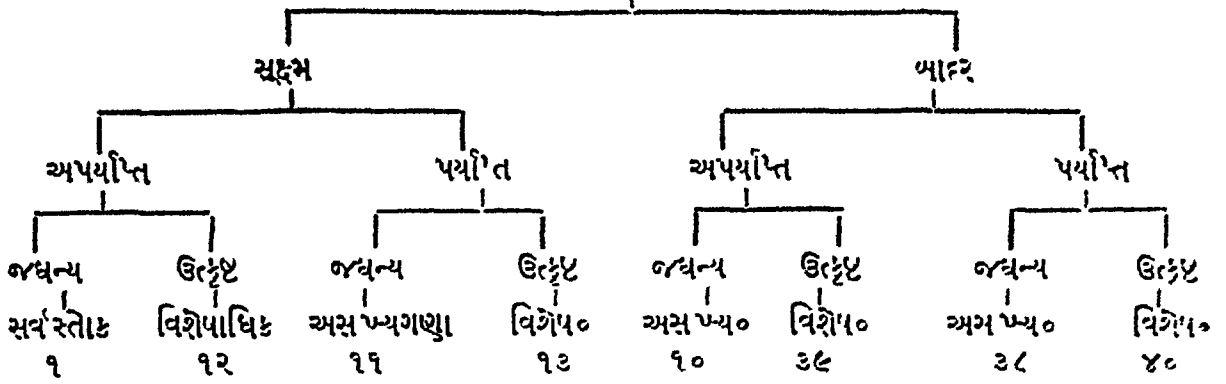 સૂક્ષ્મ બાદર
અપર્યાપ્ત પર્યાપ્ત અપર્યાપ્ત પર્યાપ્ત
જઘન્ય ઉત્કૃષ્ટ જઘન્ય ઉત્કૃષ્ટ જઘન્ય ઉત્કૃષ્ટ જઘન્ય ઉત્કૃષ્ટ
સર્વસ્તોક વિશેષાધિક અસંખ્યગણા વિશેષ૦ અસંખ્ય૦ વિશેષ૦ અસંખ્ય૦ વિશેષ૦
૧ ૧૨ ૧૧ ૧૩ ૧૦ ૩૯ ૩૮ ૪૦